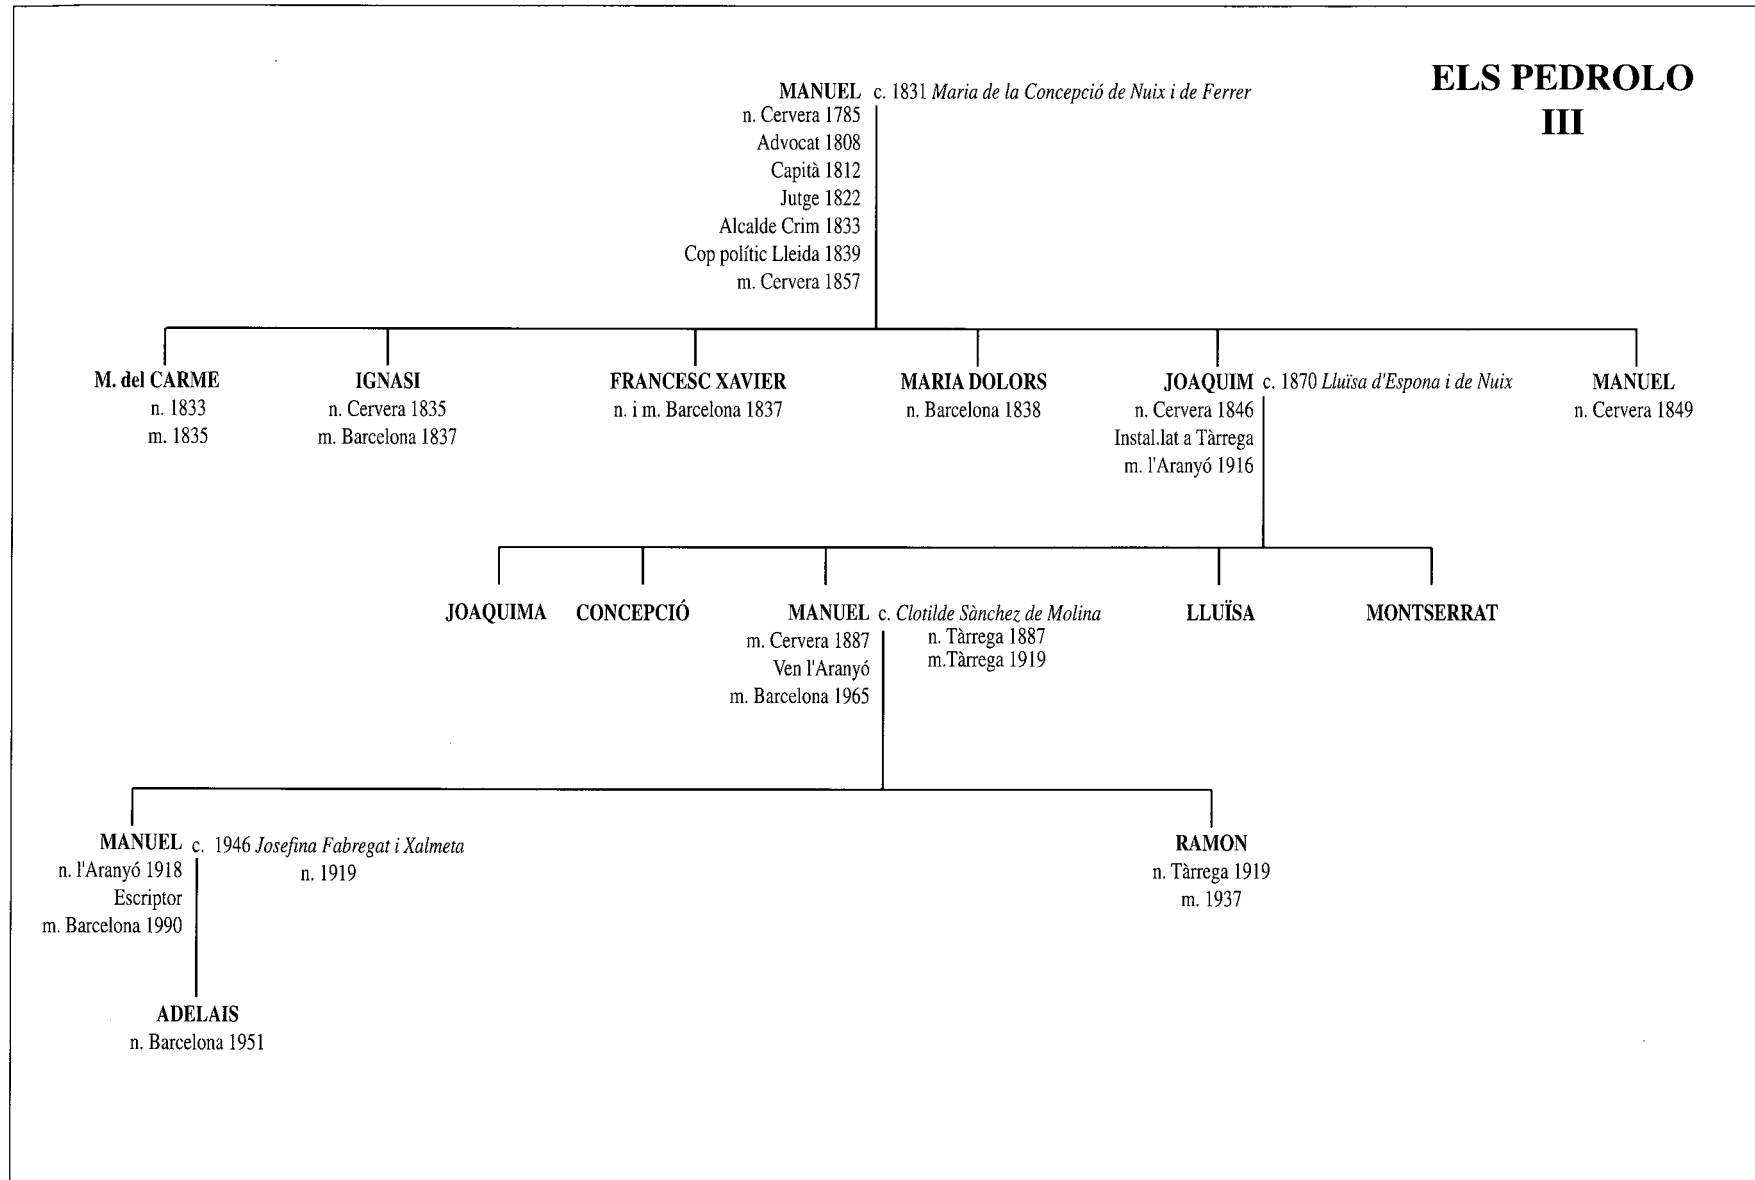 ELS PEDROLO
III
MANUEL c. 1831 Maria de la Concepció de Nuix i de Ferrer
n. Cervera 1785
Advocat 1808
Capità 1812
Jutge 1822
Alcalde Crim 1833
Cop polític Lleida 1839
m. Cervera 1857
M. del CARME
n. 1833
m. 1835
IGNASI
n. Cervera 1835
m. Barcelona 1837
FRANCESC XAVIER
n. i m. Barcelona 1837
MARIA DOLORS
n. Barcelona 1838
JOAQUIM c. 1870 Lluïsa d'Espona i de Nuix
n. Cervera 1846
Instal.lat a Tàrrega
m. l'Aranyó 1916
MANUEL
n. Cervera 1849
JOAQUIMA
CONCEPCIÓ
MANUEL c. Clotilde Sànchez de Molina
m. Cervera 1887
Ven l'Aranyó
m. Barcelona 1965
n. Tàrrega 1887
m.Tàrrega 1919
LLUÏSA
MONTSERRAT
MANUEL c. 1946 Josefina Fabregat i Xalmeta
n. l'Aranyó 1918
Escriptor
m. Barcelona 1990
n. 1919
RAMON
n. Tàrrega 1919
m. 1937
ADELAIS
n. Barcelona 1951